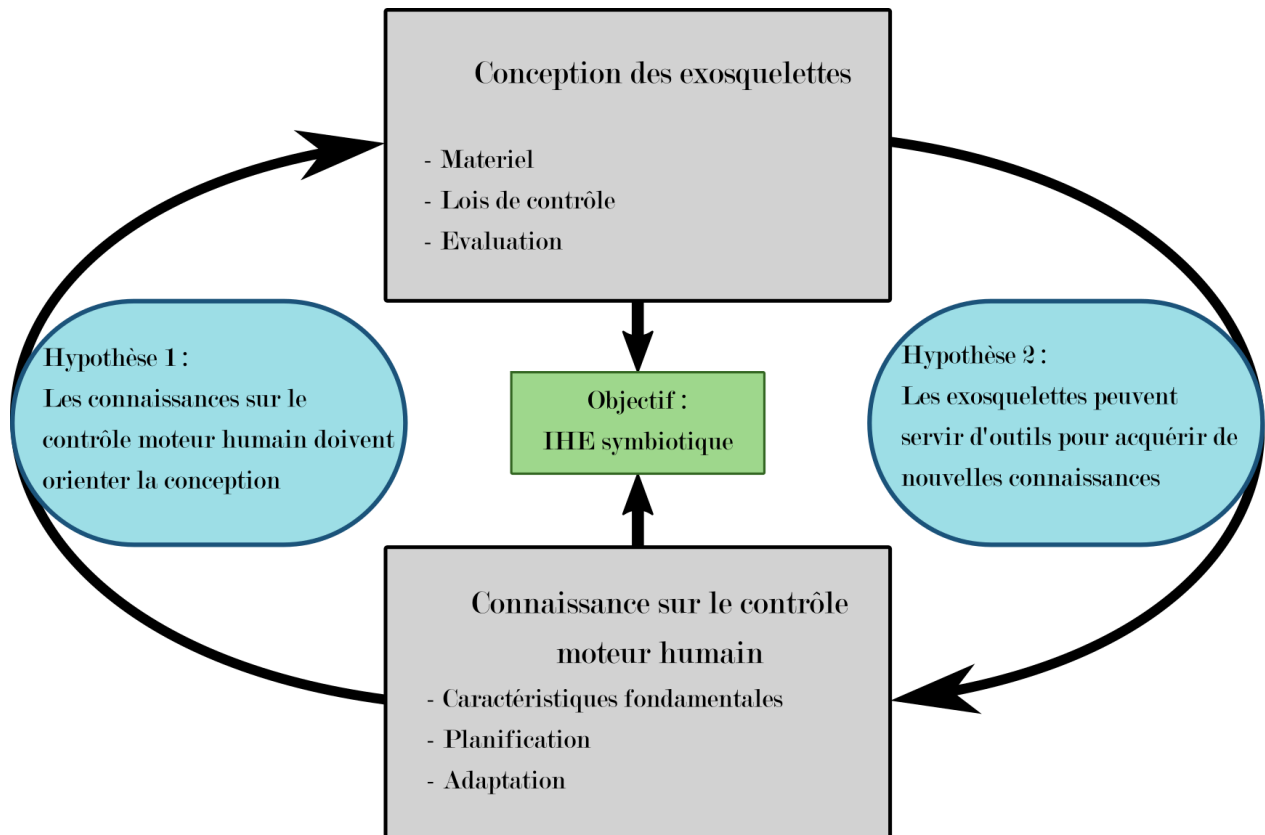 Conception des exosquelettes
- Materiel
- Lois de contrôle
- Evaluation
Hypothèse 1 :
Les connaissances sur le
contrôle moteur humain doivent
orienter la conception
Objectif :
IHE symbiotique
Hypothèse 2 :
Les exosquelettes peuvent
servir d'outils pour acquérir de
nouvelles connaissances
Connaissance sur le contrôle
moteur humain
- Caractéristiques fondamentales
- Planification
- Adaptation